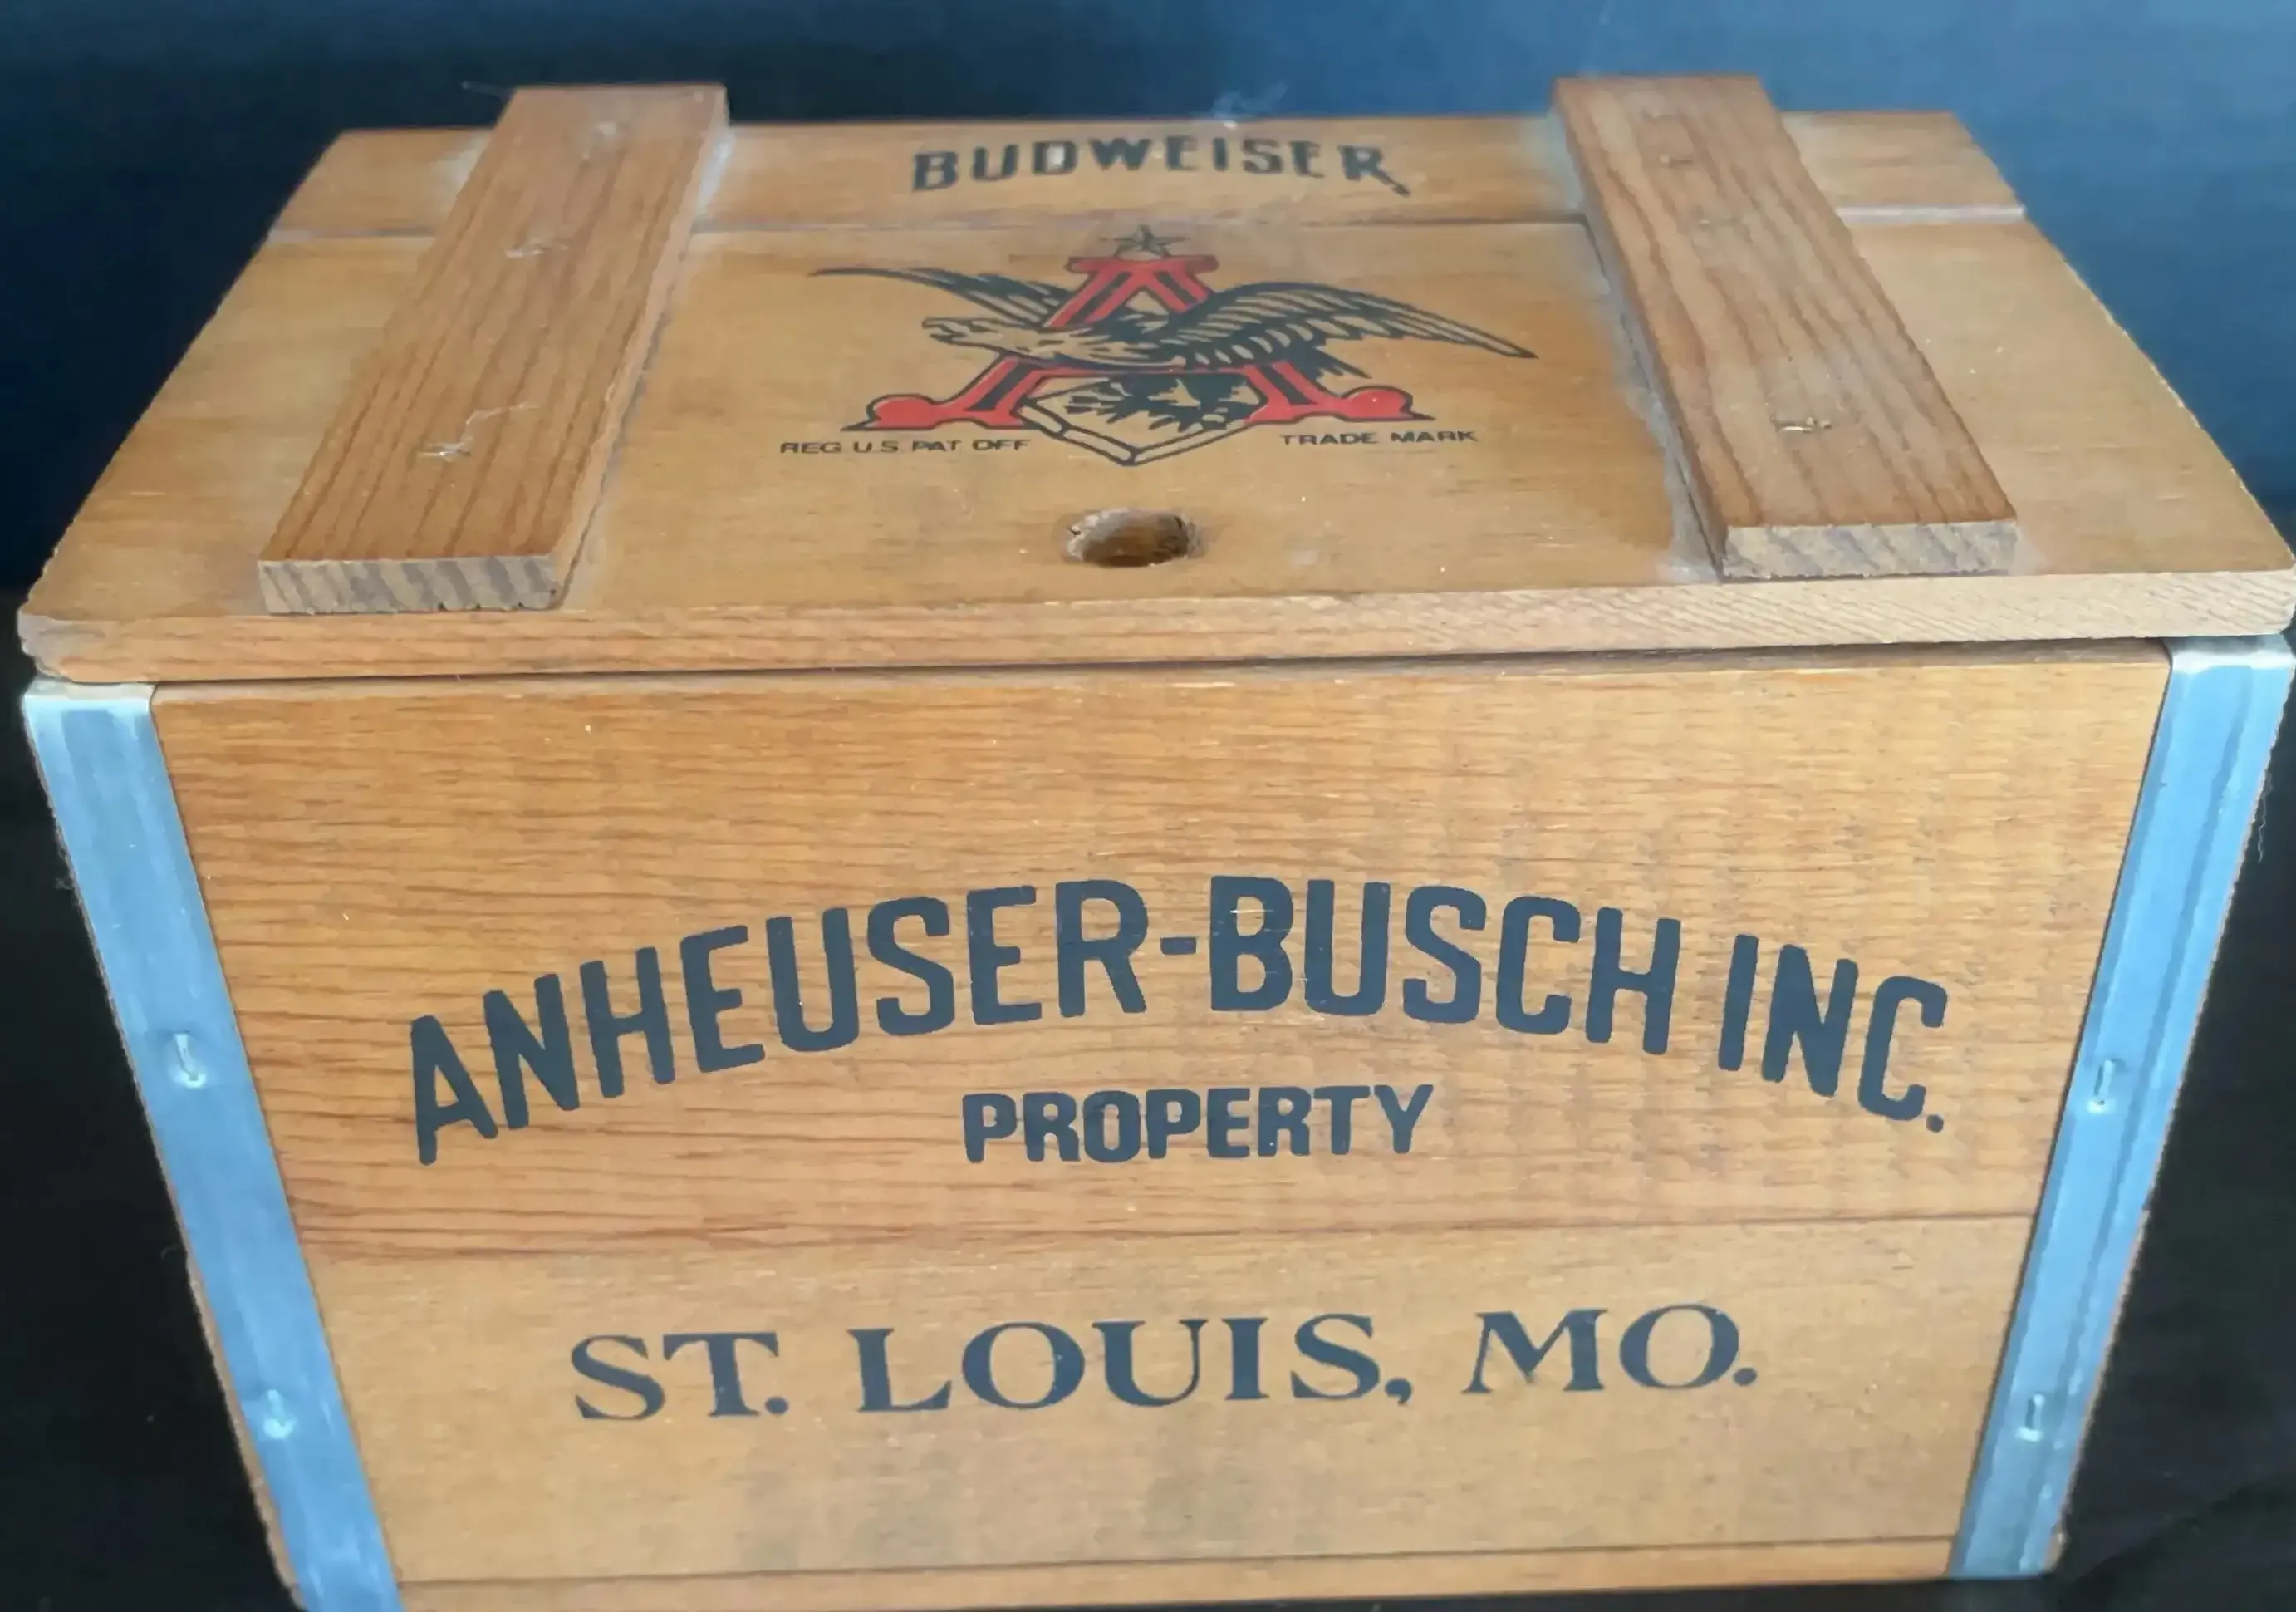 BUDWEISER
REG. U.S. PAT. OFF. TRADE MARK
ANHEUSER-BUSCH INC.
PROPERTY
ST. LOUIS, MO.